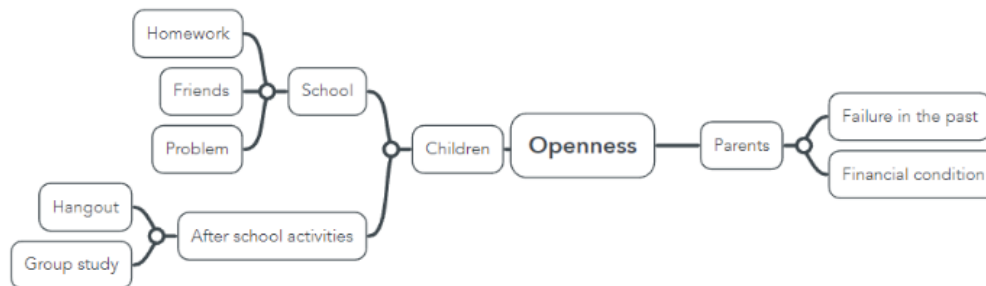 Homework
Friends
Problem
School
Hangout
Group study
After school activities
Children
Openness
Parents
Failure in the past
Financial condition